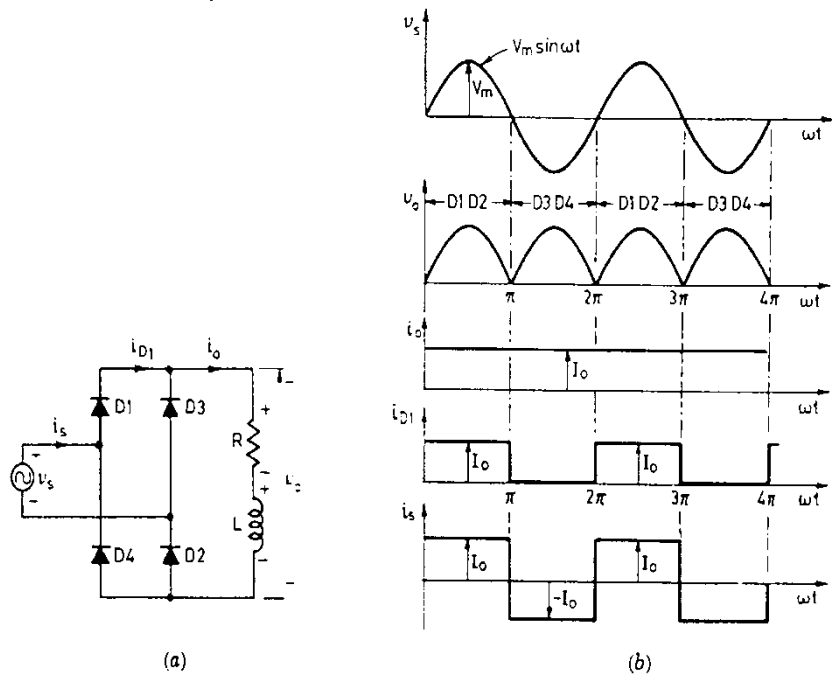 i_D1
i_o
D1
D3
i_s
+
R
v_s
L
v_o
D4
D2
(a)
v_s
V_m sin ωt
V_m
ωt
v_o
D1 D2
D3 D4
D1 D2
D3 D4
π
2π
3π
4π
ωt
i_o
I_o
ωt
i_D1
I_o
I_o
π
2π
3π
4π
ωt
i_s
I_o
-I_o
I_o
ωt
(b)